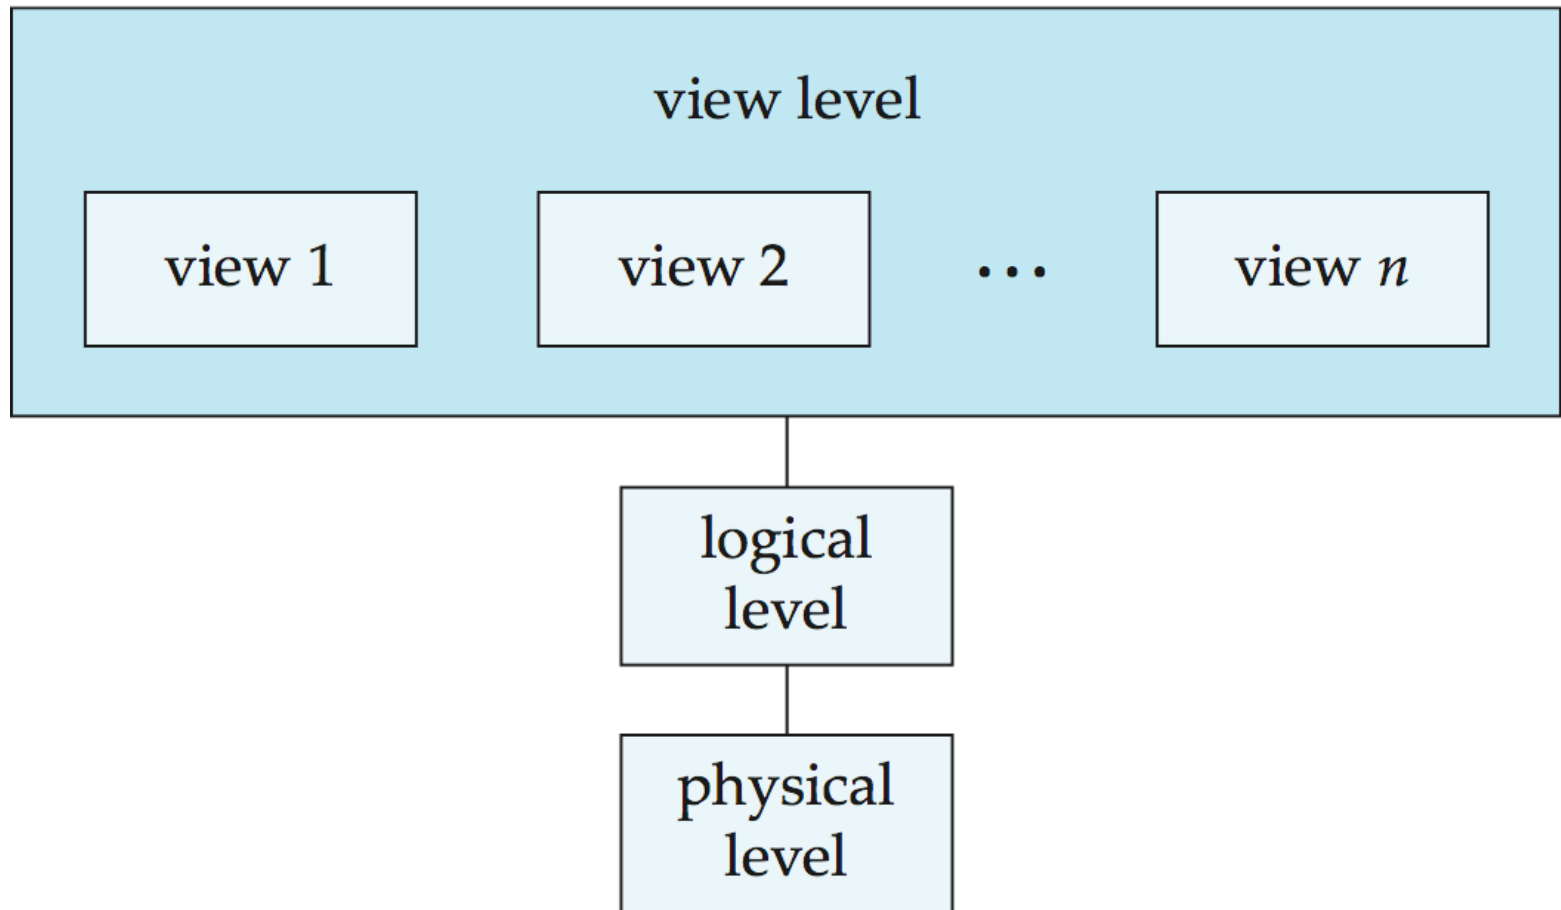 view level
view 1
view 2
...
view n
logical
level
physical
level